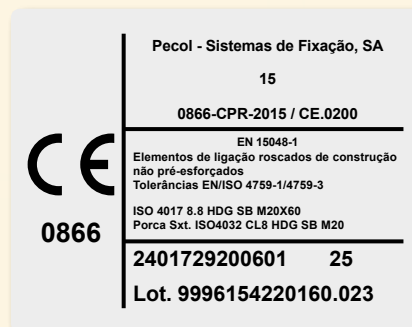 Pecol - Sistemas de Fixação, SA
15
0866-CPR-2015 / CE.0200
CE
0866
EN 15048-1
Elementos de ligação roscados de construção
não pré-esforçados
Tolerâncias EN/ISO 4759-1/4759-3
ISO 4017 8.8 HDG SB M20X60
Porca Sxt. ISO4032 CL8 HDG SB M20
2401729200601 25
Lot. 9996154220160.023